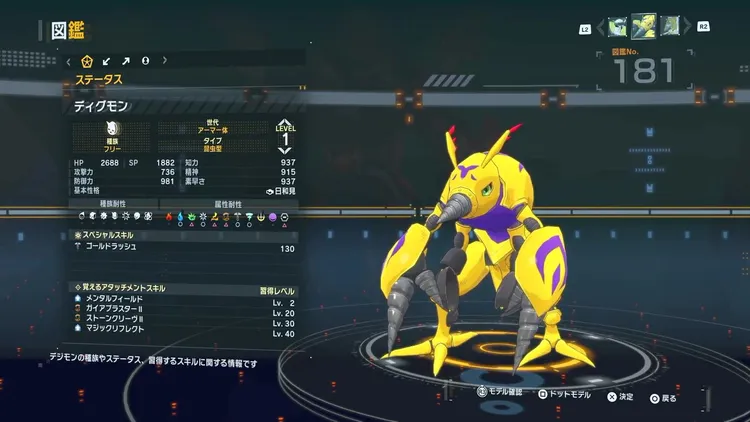 図鑑
L2
R2
図鑑No.
181
ステータス
ディグモン
種族
フリー
世代
アーマー体
タイプ
昆虫型
LEVEL
1
HP 2688 SP 1882 知力 937
攻撃力 736 精神 915
防御力 981 素早さ 937
基本性格 日和見
種族耐性 属性耐性
スペシャルスキル
ゴールドラッシュ 130
覚えるアタッチメントスキル 習得レベル
メンタルフィールド Lv. 2
ガイアブラスターⅡ Lv. 20
ストーンクリーヴⅡ Lv. 30
マジックリフレクト Lv. 40
デジモンの種族やステータス、習得するスキルに関する情報です
R3 モデル確認 ドットモデル 決定 戻る